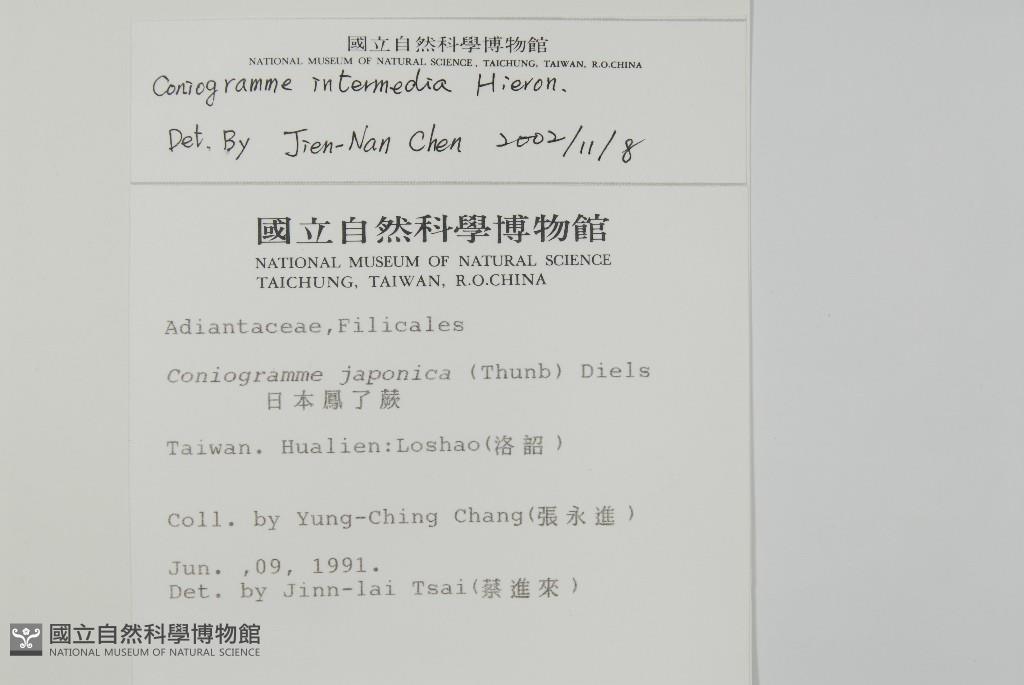 國立自然科學博物館
NATIONAL MUSEUM OF NATURAL SCIENCE, TAICHUNG, TAIWAN, R.O.CHINA
Coniogramme intermedia Hieron.
Det. By Jien-Nan Chen 2002/11/8
國立自然科學博物館
NATIONAL MUSEUM OF NATURAL SCIENCE
TAICHUNG, TAIWAN, R.O.CHINA
Adiantaceae,Filicales
Coniogramme japonica (Thunb) Diels
日本鳳了蕨
Taiwan. Hualien:Loshao(洛韶)
Coll. by Yung-Ching Chang(張永進)
Jun. ,09, 1991.
Det. by Jinn-lai Tsai(蔡進來)
國立自然科學博物館
NATIONAL MUSEUM OF NATURAL SCIENCE